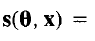 s(θ, x) =